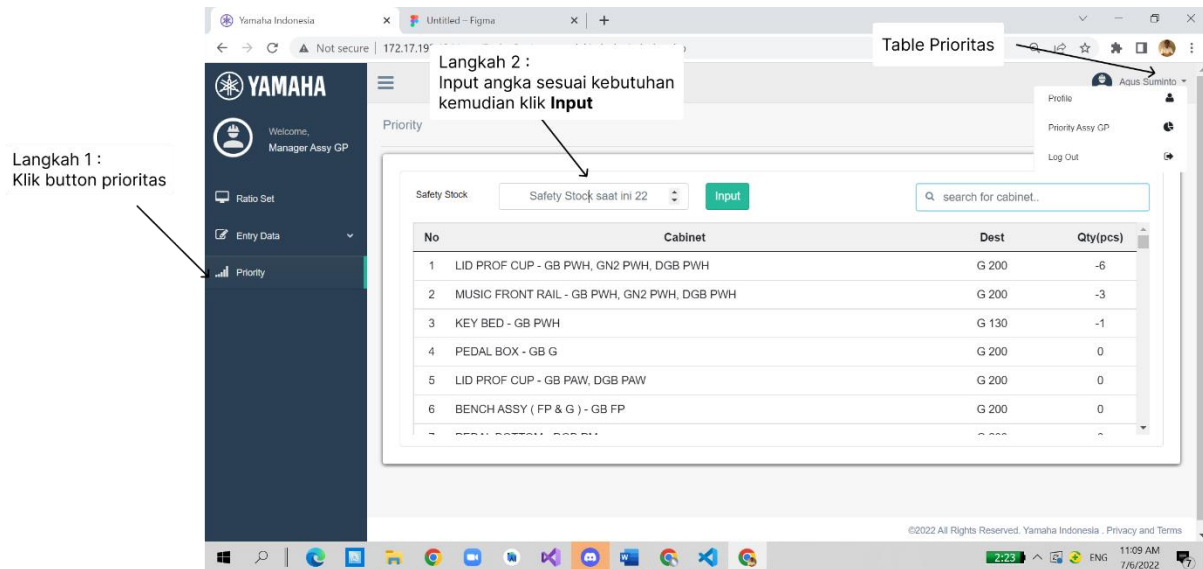 Yamaha Indonesia
Untitled – Figma
Not secure
Table Prioritas
Langkah 2 :
Input angka sesuai kebutuhan
kemudian klik Input
YAMAHA
Agus Suminto
Profile
Priority Assy GP
Log Out
Welcome,
Manager Assy GP
Priority
Langkah 1 :
Klik button prioritas
Ratio Set
Entry Data
Priority
Safety Stock
Safety Stock saat ini 22
Input
search for cabinet..
No Cabinet Dest Qty(pcs)
1 LID PROF CUP - GB PWH, GN2 PWH, DGB PWH G 200 -6
2 MUSIC FRONT RAIL - GB PWH, GN2 PWH, DGB PWH G 200 -3
3 KEY BED - GB PWH G 130 -1
4 PEDAL BOX - GB G G 200 0
5 LID PROF CUP - GB PAW, DGB PAW G 200 0
6 BENCH ASSY ( FP & G ) - GB FP G 200 0
©2022 All Rights Reserved. Yamaha Indonesia . Privacy and Terms
2:23
ENG
11:09 AM
7/6/2022